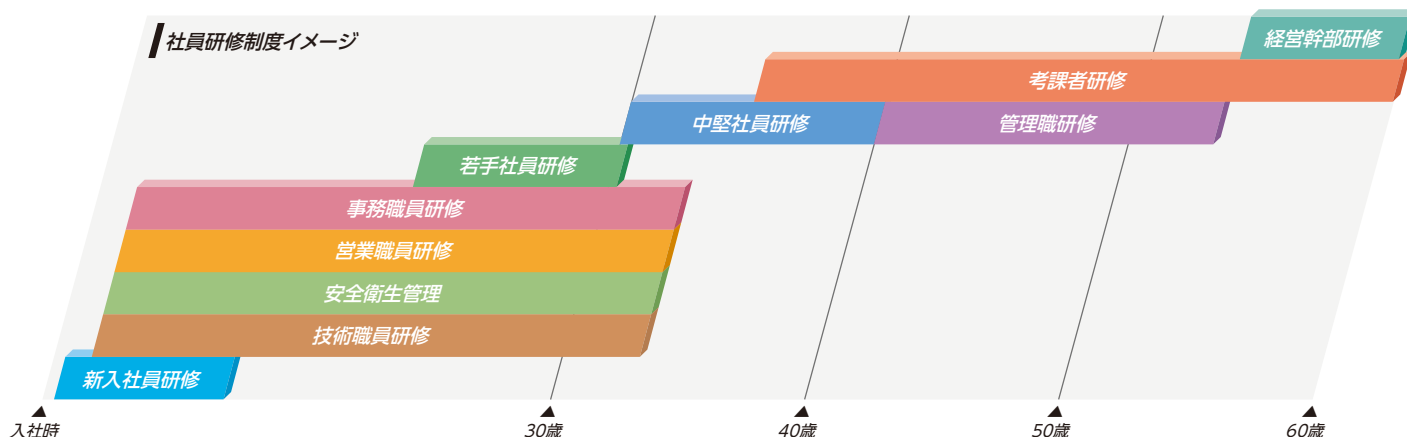 社員研修制度イメージ
経営幹部研修
考課者研修
中堅社員研修
管理職研修
若手社員研修
事務職員研修
営業職員研修
安全衛生管理
技術職員研修
新入社員研修
入社時
30歳
40歳
50歳
60歳